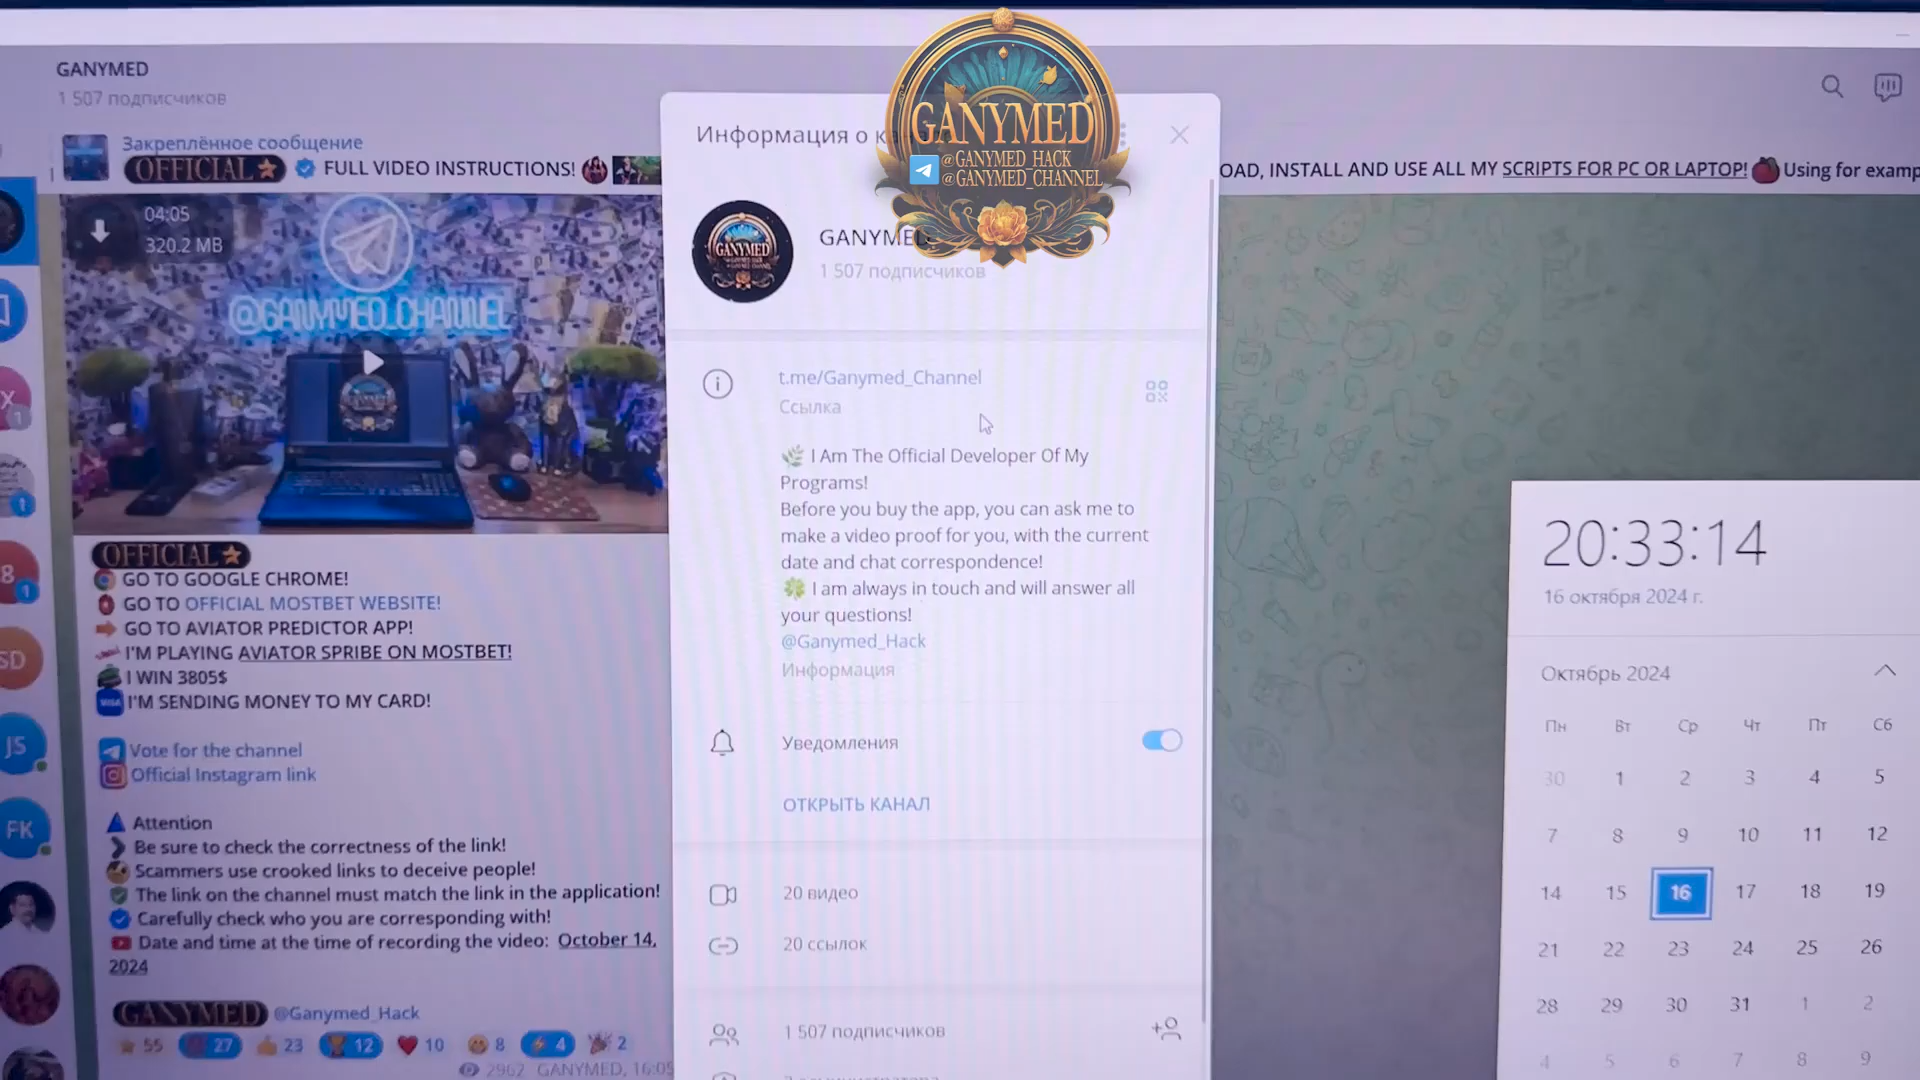 GANYMED
1 507 подписчиков
Закреплённое сообщение
OFFICIAL FULL VIDEO INSTRUCTIONS!
OAD, INSTALL AND USE ALL MY SCRIPTS FOR PC OR LAPTOP! Using for examp
04:05
320.2 MB
@GANYMED_CHANNEL
OFFICIAL
GO TO GOOGLE CHROME!
GO TO OFFICIAL MOSTBET WEBSITE!
GO TO AVIATOR PREDICTOR APP!
I'M PLAYING AVIATOR SPRIBE ON MOSTBET!
I WIN 3805$
I'M SENDING MONEY TO MY CARD!
Vote for the channel
Official Instagram link
Attention
Be sure to check the correctness of the link!
Scammers use crooked links to deceive people!
The link on the channel must match the link in the application!
Carefully check who you are corresponding with!
Date and time at the time of recording the video: October 14,
2024
GANYMED @Ganymed_Hack
55 27 23 12 10 8 4 2
2962 GANYMED, 16:05
X
1
8
1
SD
JS
FK
Информация о к
GANYMED
@GANYMED_HACK
@GANYMED_CHANNEL
GANYMED
GANYMED
1 507 подписчиков
t.me/Ganymed_Channel
Ссылка
I Am The Official Developer Of My
Programs!
Before you buy the app, you can ask me to
make a video proof for you, with the current
date and chat correspondence!
I am always in touch and will answer all
your questions!
@Ganymed_Hack
Информация
Уведомления
ОТКРЫТЬ КАНАЛ
20 видео
20 ссылок
1 507 подписчиков
20:33:14
16 октября 2024 г.
Октябрь 2024
Пн Вт Ср Чт Пт Сб
30 1 2 3 4 5
7 8 9 10 11 12
14 15 16 17 18 19
21 22 23 24 25 26
28 29 30 31 1 2
4 5 6 7 8 9